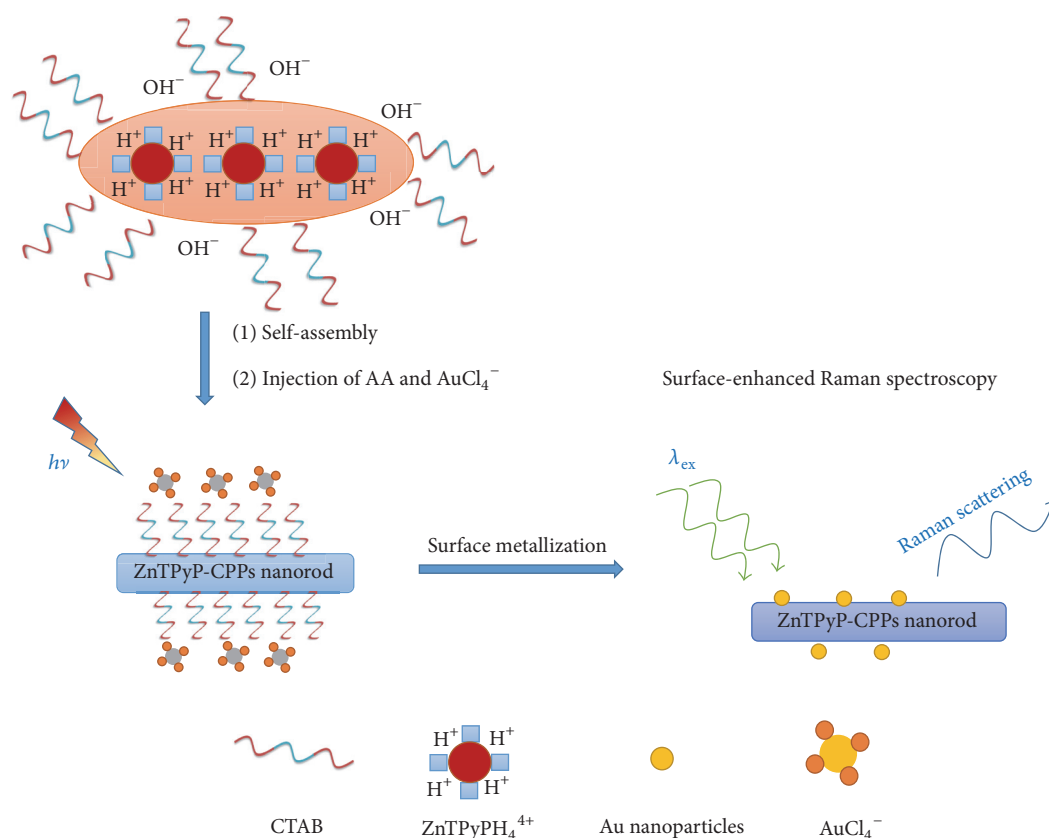 OH⁻ OH⁻
OH⁻ OH⁻
H⁺ H⁺ H⁺ H⁺ H⁺ H⁺
H⁺ H⁺ H⁺ H⁺ H⁺ H⁺
OH⁻ OH⁻
(1) Self-assembly
(2) Injection of AA and AuCl₄⁻
Surface-enhanced Raman spectroscopy
hν
λex
Raman scattering
ZnTPyP-CPPs nanorod
Surface metallization
ZnTPyP-CPPs nanorod
H⁺ H⁺
H⁺ H⁺
CTAB
ZnTPyPH₄⁴⁺
Au nanoparticles
AuCl₄⁻